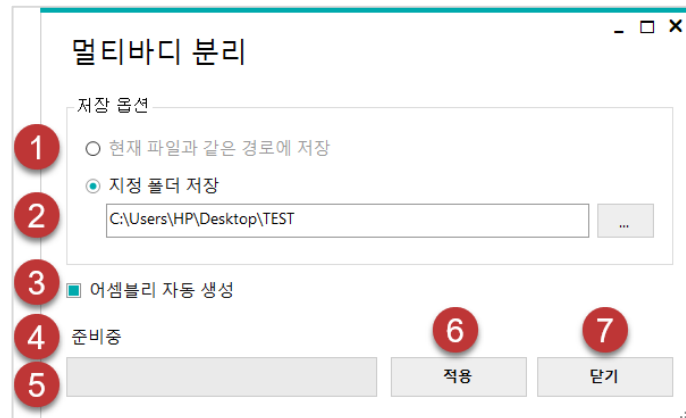 멀티바디 분리
저장 옵션
1
현재 파일과 같은 경로에 저장
지정 폴더 저장
2
C:\Users\HP\Desktop\TEST
...
3
어셈블리 자동 생성
4
준비중
6
7
5
적용
닫기